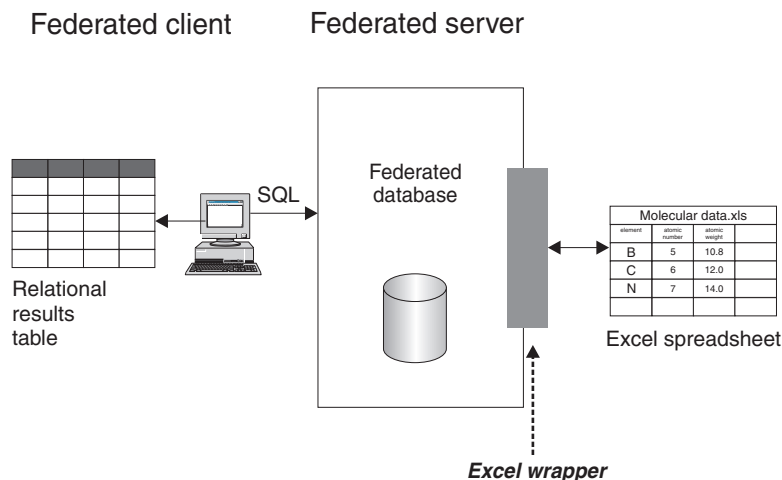 Federated client
Federated server
SQL
Federated
database
Relational
results
table
Molecular data.xls
element atomic number atomic weight
B 5 10.8
C 6 12.0
N 7 14.0
Excel spreadsheet
Excel wrapper